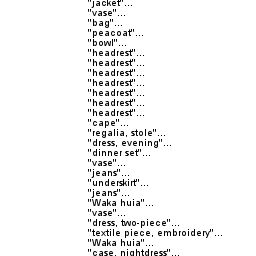 "jacket"...
"vase"...
"bag"...
"peacoat"...
"bowl"...
"headrest"...
"headrest"...
"headrest"...
"headrest"...
"headrest"...
"headrest"...
"headrest"...
"cape"...
"regalia, stole"...
"dress, evening"...
"dinner set"...
"vase"...
"jeans"...
"underskirt"...
"jeans"...
"Waka huia"...
"vase"...
"dress, two-piece"...
"textile piece, embroidery"...
"Waka huia"...
"case, nightdress"...